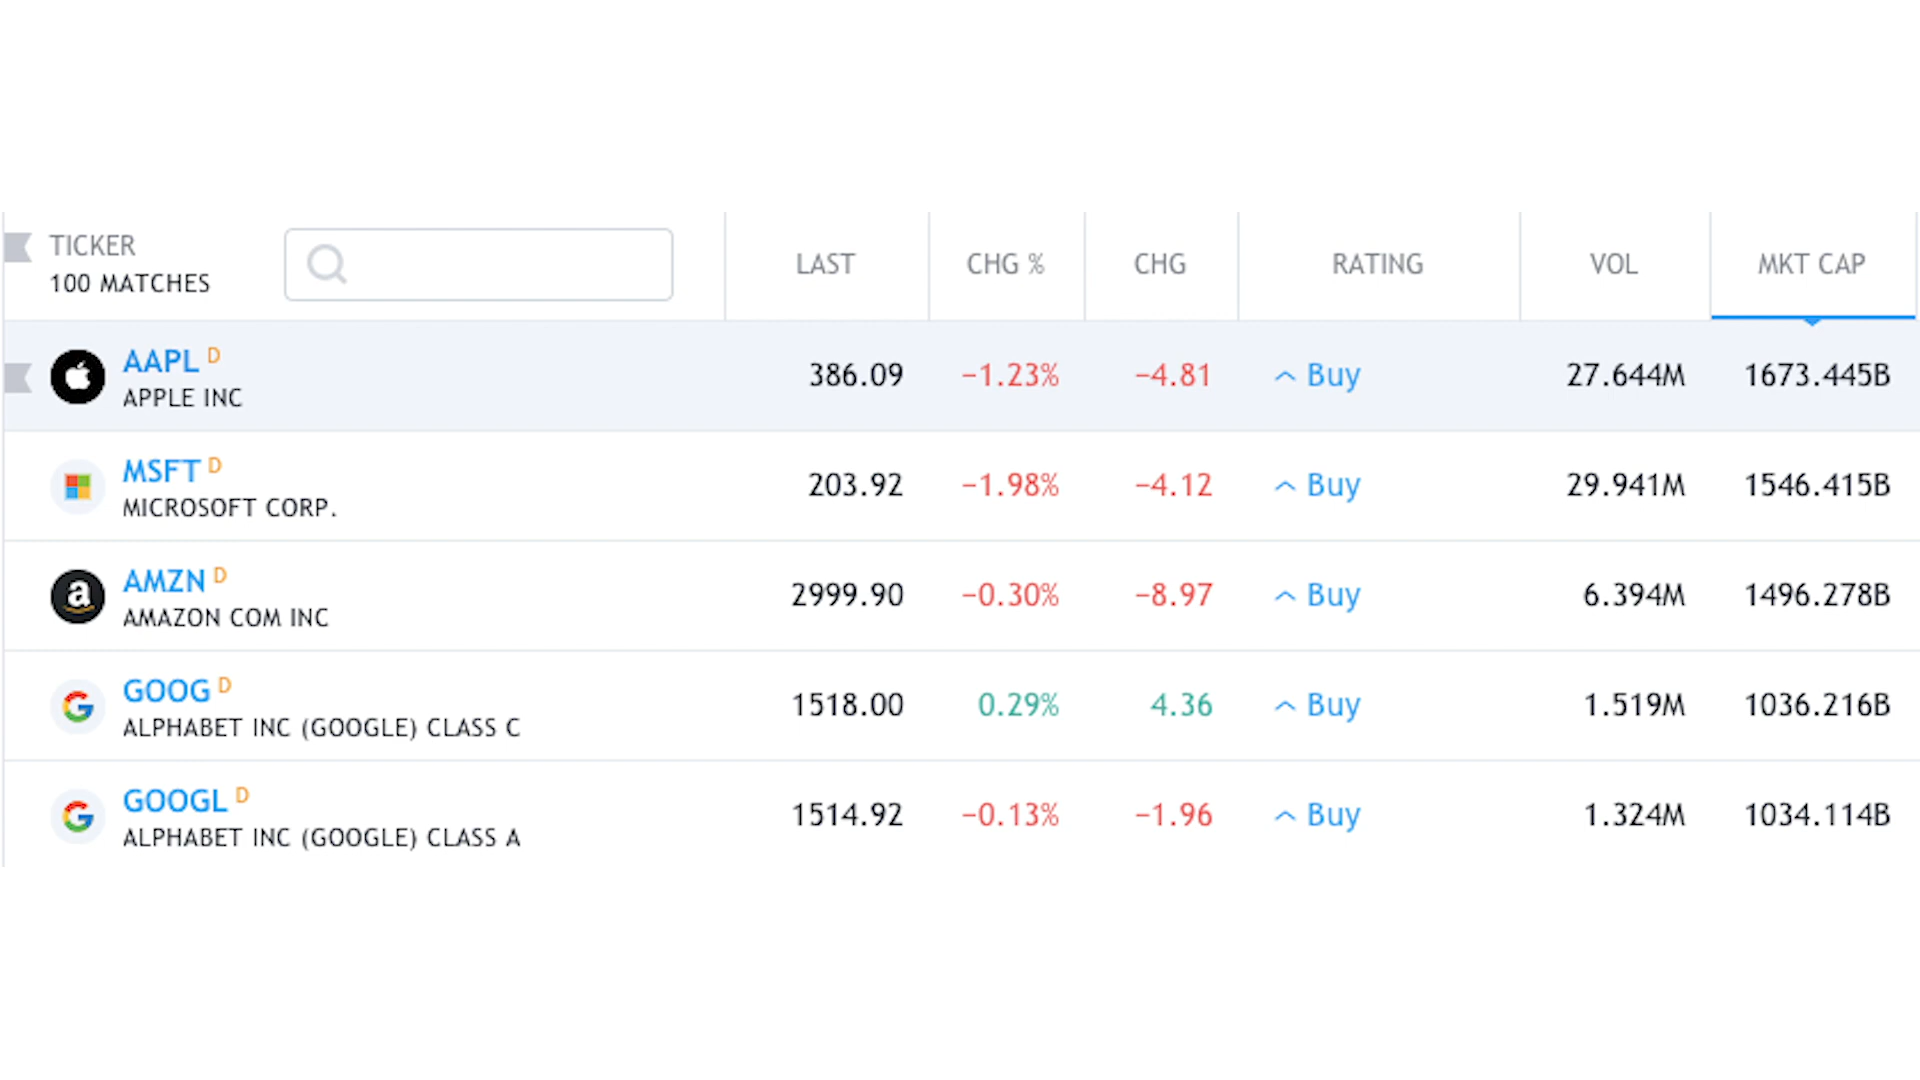 TICKER
100 MATCHES
LAST CHG % CHG RATING VOL MKT CAP
AAPL D
APPLE INC
386.09 −1.23% −4.81 Buy 27.644M 1673.445B
MSFT D
MICROSOFT CORP.
203.92 −1.98% −4.12 Buy 29.941M 1546.415B
AMZN D
AMAZON COM INC
2999.90 −0.30% −8.97 Buy 6.394M 1496.278B
GOOG D
ALPHABET INC (GOOGLE) CLASS C
1518.00 0.29% 4.36 Buy 1.519M 1036.216B
GOOGL D
ALPHABET INC (GOOGLE) CLASS A
1514.92 −0.13% −1.96 Buy 1.324M 1034.114B